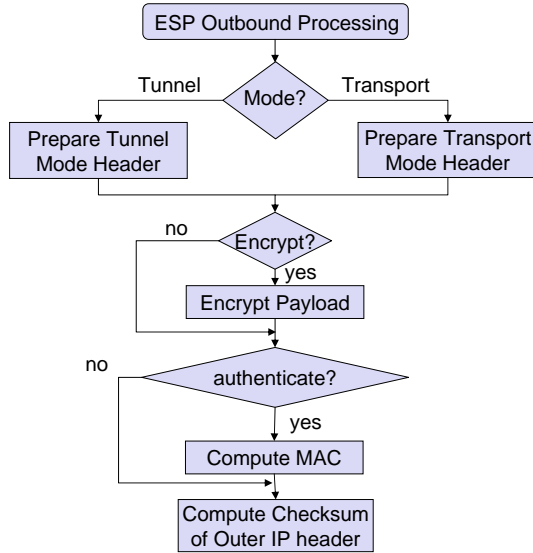 ESP Outbound Processing
Tunnel
Transport
Mode?
Prepare Tunnel
Mode Header
Prepare Transport
Mode Header
no
Encrypt?
yes
Encrypt Payload
no
authenticate?
yes
Compute MAC
Compute Checksum
of Outer IP header